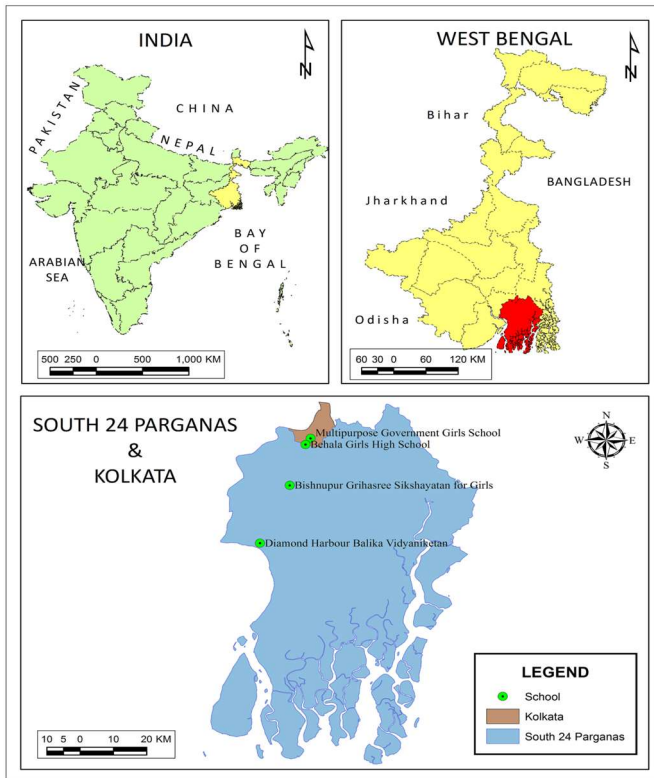 INDIA
N
PAKISTAN
CHINA
NEPAL
ARABIAN
SEA
BAY
OF
BENGAL
500 250 0 500 1,000 KM
WEST BENGAL
N
Bihar
BANGLADESH
Jharkhand
Odisha
60 30 0 60 120 KM
SOUTH 24 PARGANAS
&
KOLKATA
N
W E
S
Multipurpose Government Girls School
Behala Girls High School
Bishnupur Grihasree Sikshayatan for Girls
Diamond Harbour Balika Vidyaniketan
10 5 0 10 20 KM
LEGEND
School
Kolkata
South 24 Parganas